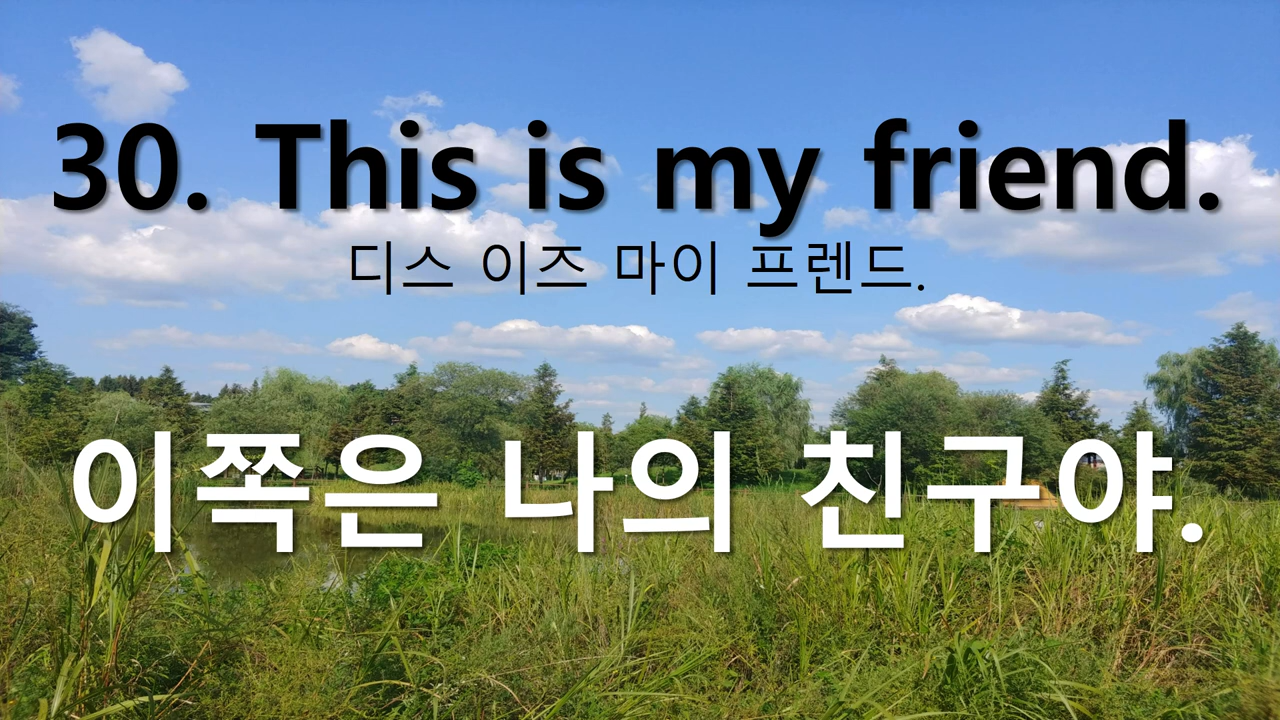 30. This is my friend.
디스 이즈 마이 프렌드.
이쪽은 나의 친구야.